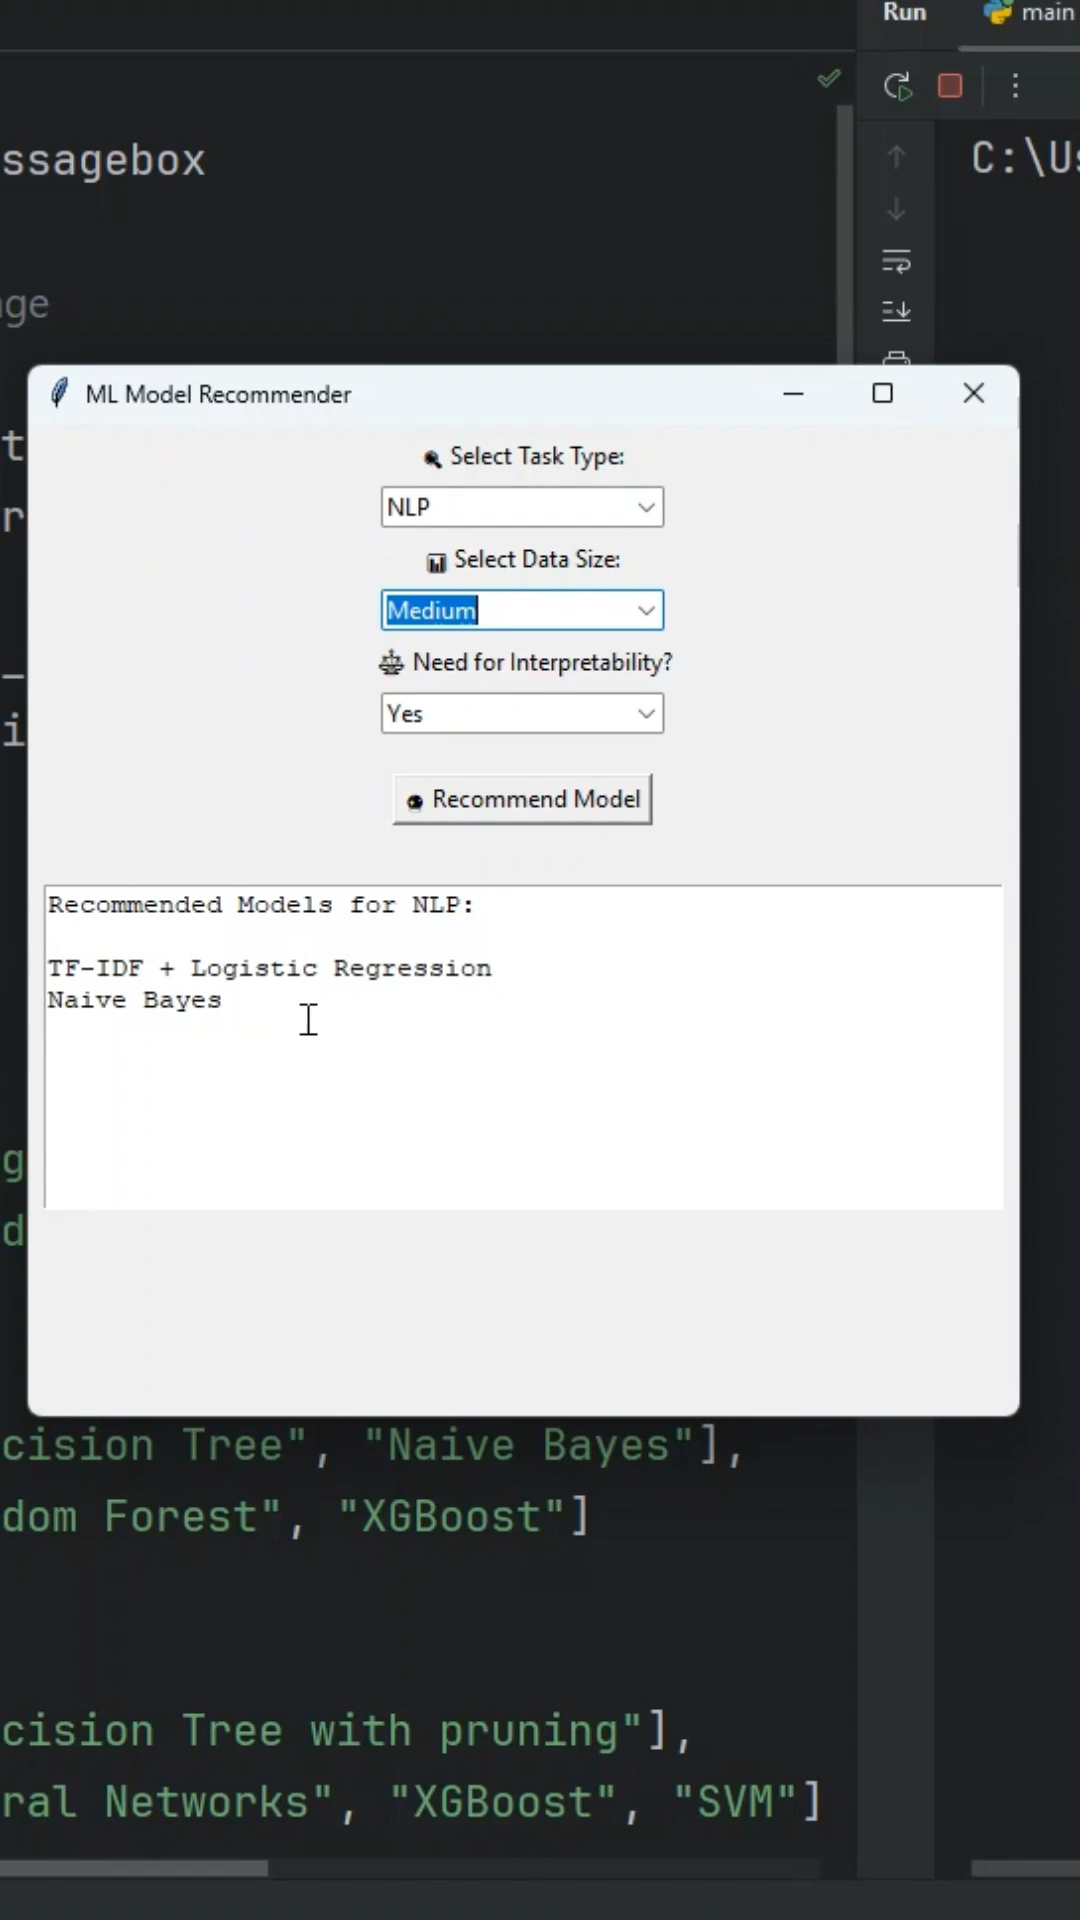 Run
main
ssagebox
C:\Us
age
ML Model Recommender
t
Select Task Type:
NLP
r
Select Data Size:
Medium
Need for Interpretability?
i
Yes
Recommend Model
Recommended Models for NLP:
TF-IDF + Logistic Regression
Naive Bayes
g
d
cision Tree", "Naive Bayes"],
dom Forest", "XGBoost"]
cision Tree with pruning"],
ral Networks", "XGBoost", "SVM"]